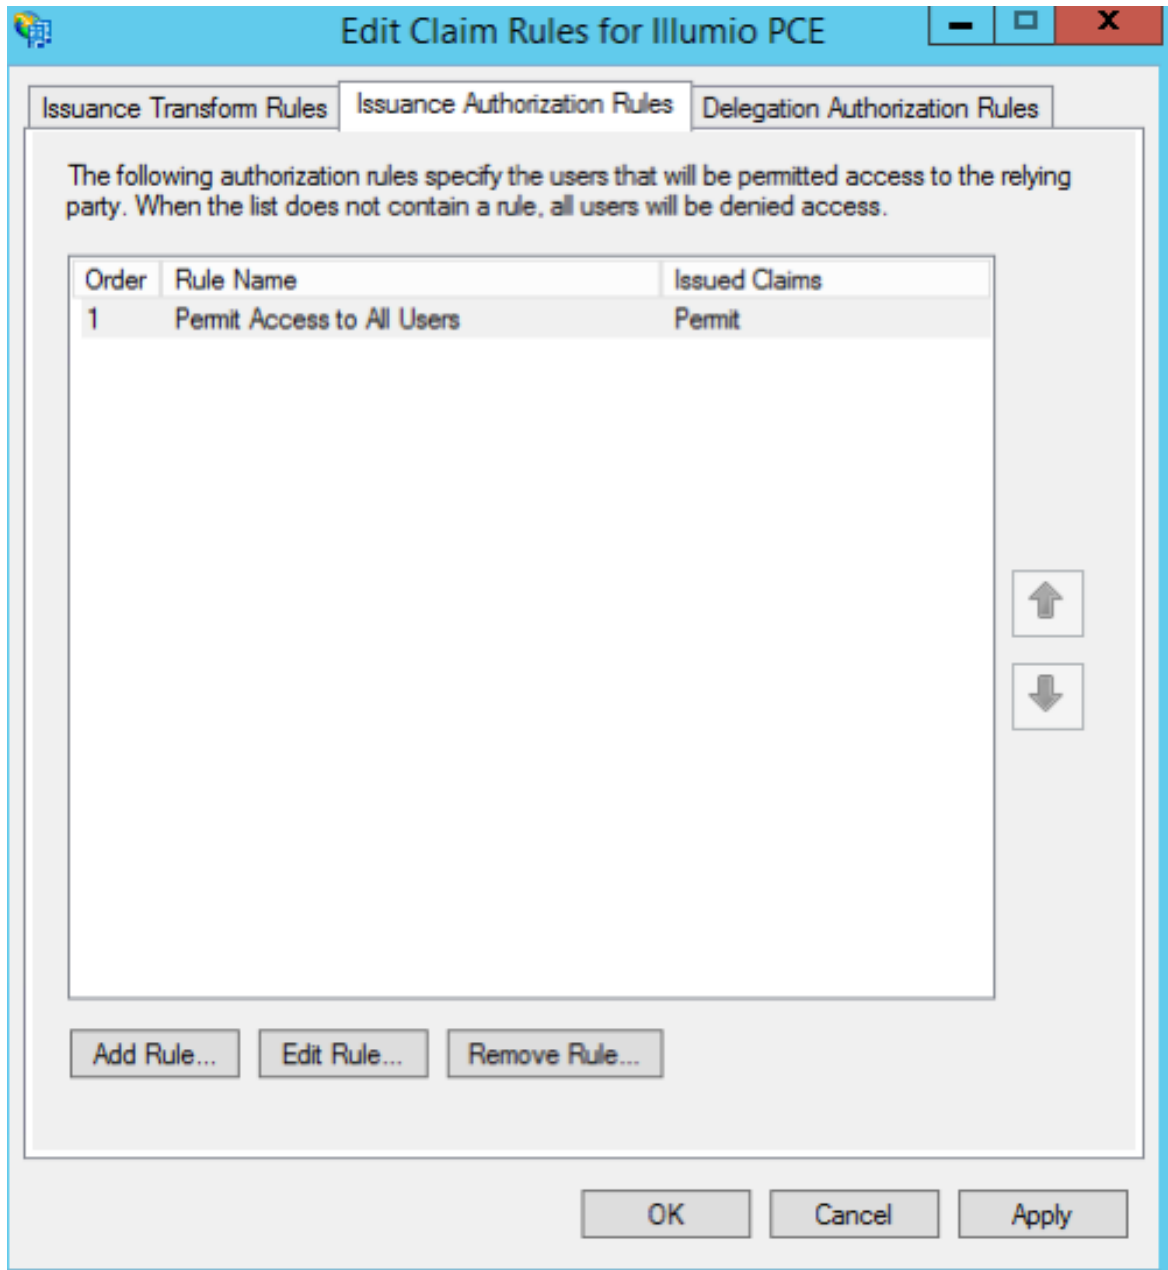 Edit Claim Rules for Illumio PCE
Issuance Transform Rules Issuance Authorization Rules Delegation Authorization Rules
The following authorization rules specify the users that will be permitted access to the relying
party. When the list does not contain a rule, all users will be denied access.
Order Rule Name Issued Claims
1 Permit Access to All Users Permit
Add Rule... Edit Rule... Remove Rule...
OK Cancel Apply